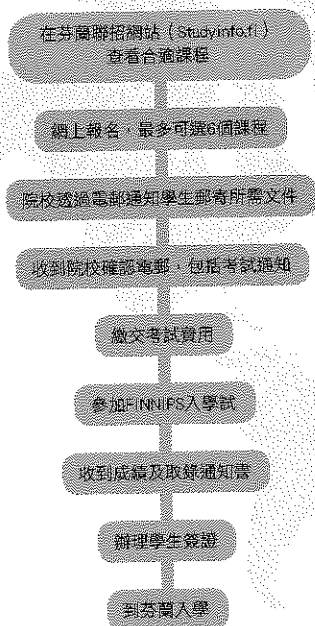 在芬蘭聯招網站（Studyinfo.fi）
查看合適課程
網上報名，最多可選6個課程
院校透過電郵通知學生郵寄所需文件
收到院校確認電郵，包括考試通知
繳交考試費用
參加FINNIPS入學試
收到成績及取錄通知書
辦理學生簽證
到芬蘭入學